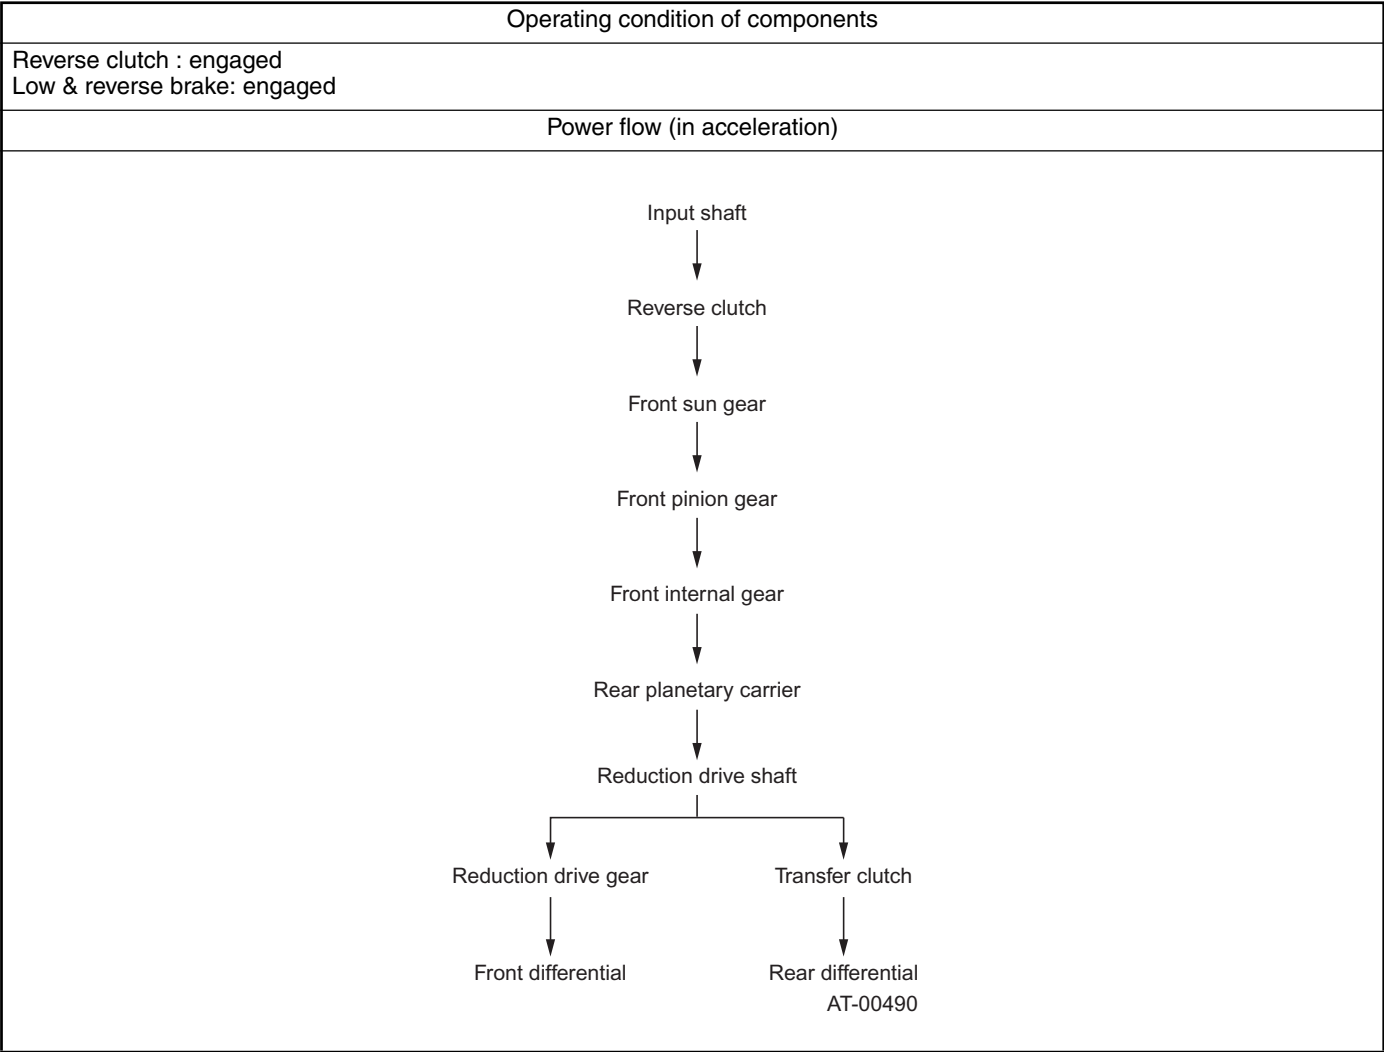 Operating condition of components
Reverse clutch : engaged
Low & reverse brake: engaged
Power flow (in acceleration)
Input shaft
Reverse clutch
Front sun gear
Front pinion gear
Front internal gear
Rear planetary carrier
Reduction drive shaft
Reduction drive gear
Transfer clutch
Front differential
Rear differential
AT-00490